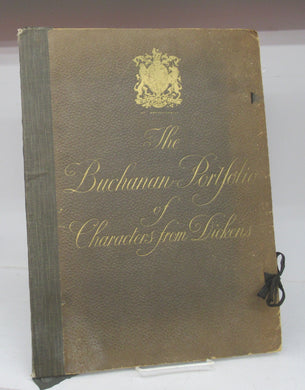 The
Buchanan Portfolio
of
Characters from Dickens